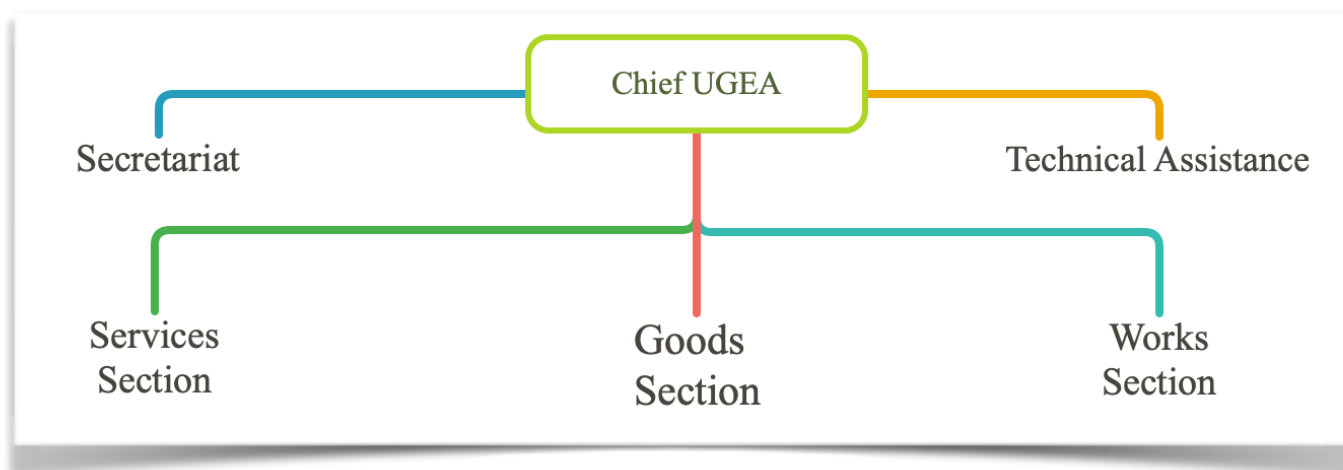 Chief UGEA
Secretariat
Technical Assistance
Services
Section
Goods
Section
Works
Section